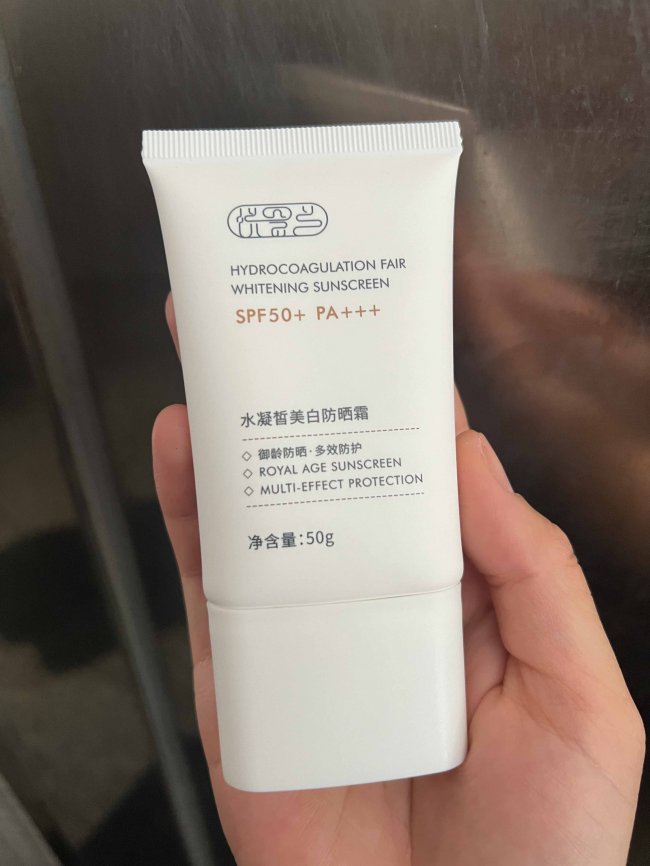 HYDROCOAGULATION FAIR
WHITENING SUNSCREEN
SPF50+ PA+++
水凝皙美白防晒霜
御龄防晒·多效防护
ROYAL AGE SUNSCREEN
MULTI-EFFECT PROTECTION
净含量:50g